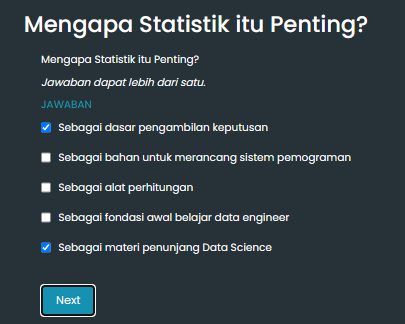 Mengapa Statistik itu Penting?
Mengapa Statistik itu Penting?
Jawaban dapat lebih dari satu.
JAWABAN
Sebagai dasar pengambilan keputusan
Sebagai bahan untuk merancang sistem pemograman
Sebagai alat perhitungan
Sebagai fondasi awal belajar data engineer
Sebagai materi penunjang Data Science
Next